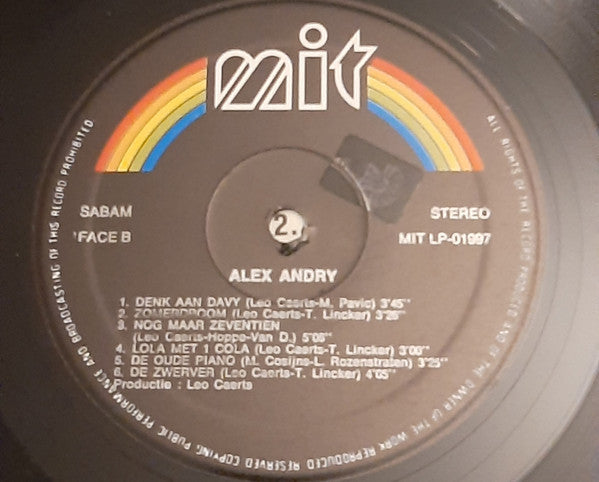 mit
ALL RIGHTS OF THE RECORD PRODUCER AND OF THE OWNER OF THE WORK REPRODUCED RESERVED COPYING, PUBLIC PERFORMANCE AND BROADCASTING OF THIS RECORD PROHIBITED
SABAM
STEREO
FACE B
2.
MIT LP-01997
ALEX ANDRY
1. DENK AAN DAVY (Leo Caerts-M. Pavic) 3'45"
2. ZOMERDROOM (Leo Caerts-T. Lincker) 3'25"
3. NOG MAAR ZEVENTIEN
(Leo Caerts-Hoppe-Van D.) 5'06"
4. LOLA MET 1 COLA (Leo Caerts-T. Lincker) 3'00"
5. DE OUDE PIANO (M. Cosijns-L. Rozenstraten) 3'25"
6. DE ZWERVER (Leo Caerts-T. Lincker) 4'05"
Productie : Leo Caerts